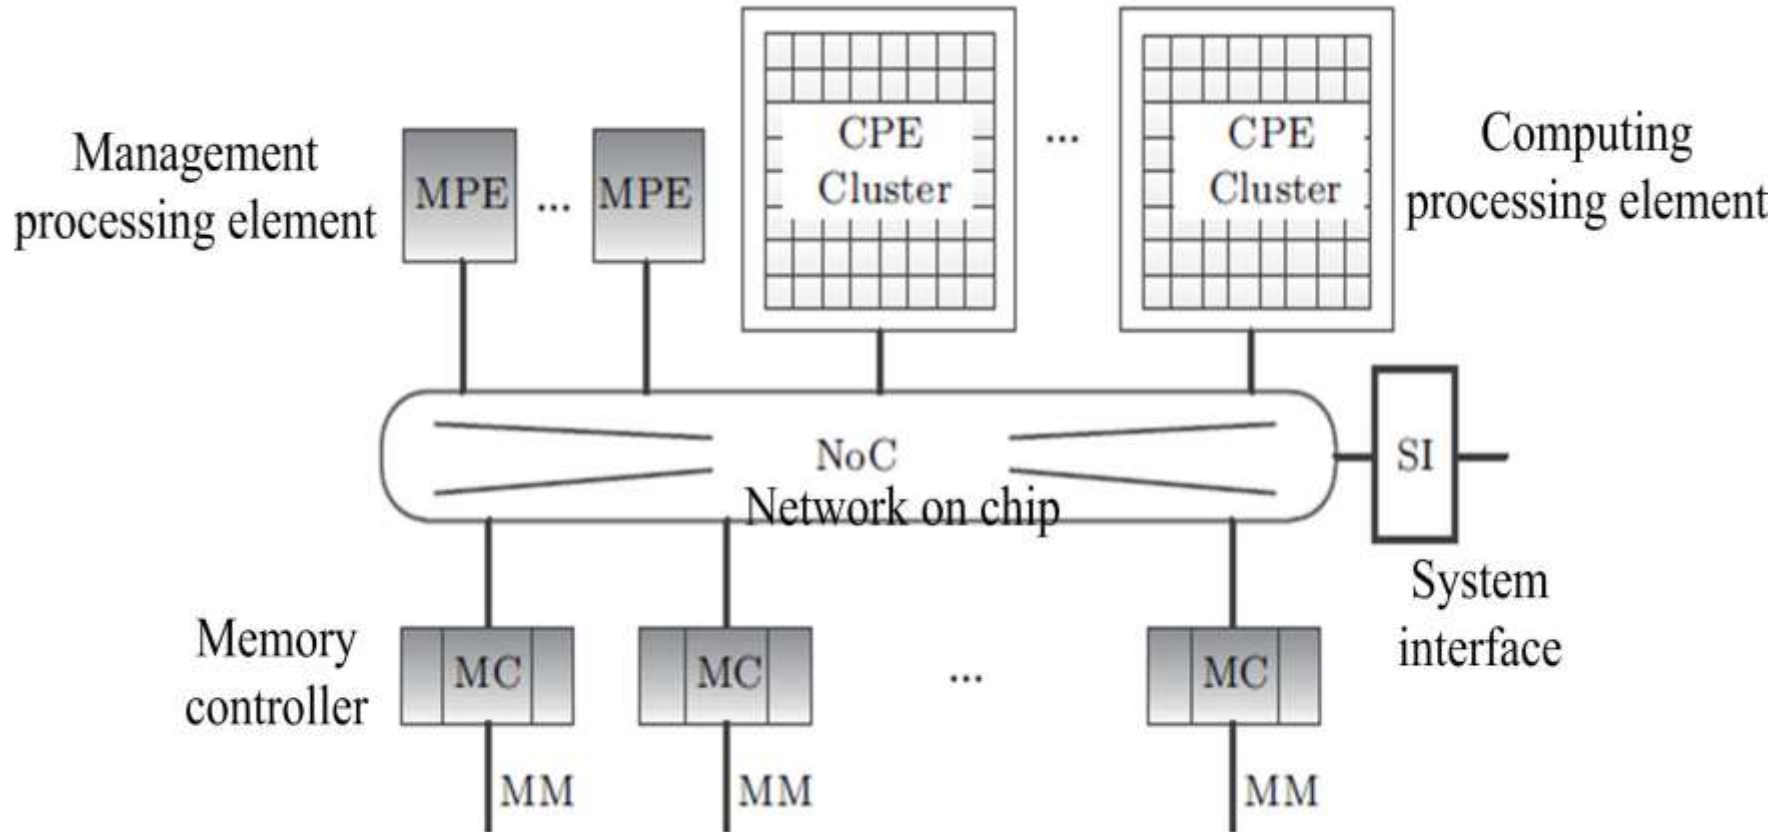 Management
processing element
MPE
...
MPE
CPE
Cluster
...
CPE
Cluster
Computing
processing element
NoC
Network on chip
SI
System
interface
Memory
controller
MC
MC
...
MC
MM
MM
MM